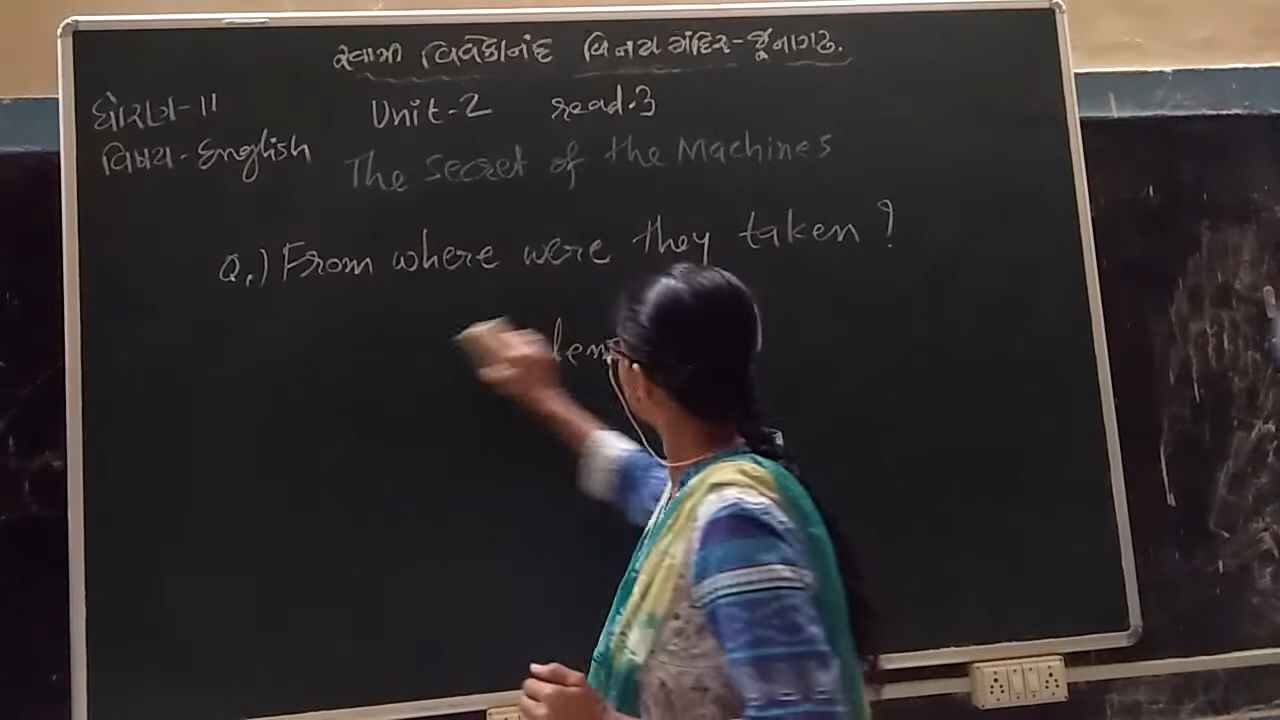 સ્વામી વિવેકાનંદ વિનય મંદિર-જૂનાગઢ.
ધોરણ-11
Unit-2 read.3
વિષય-English
The Secret of the Machines
Q.) From where were they taken ?